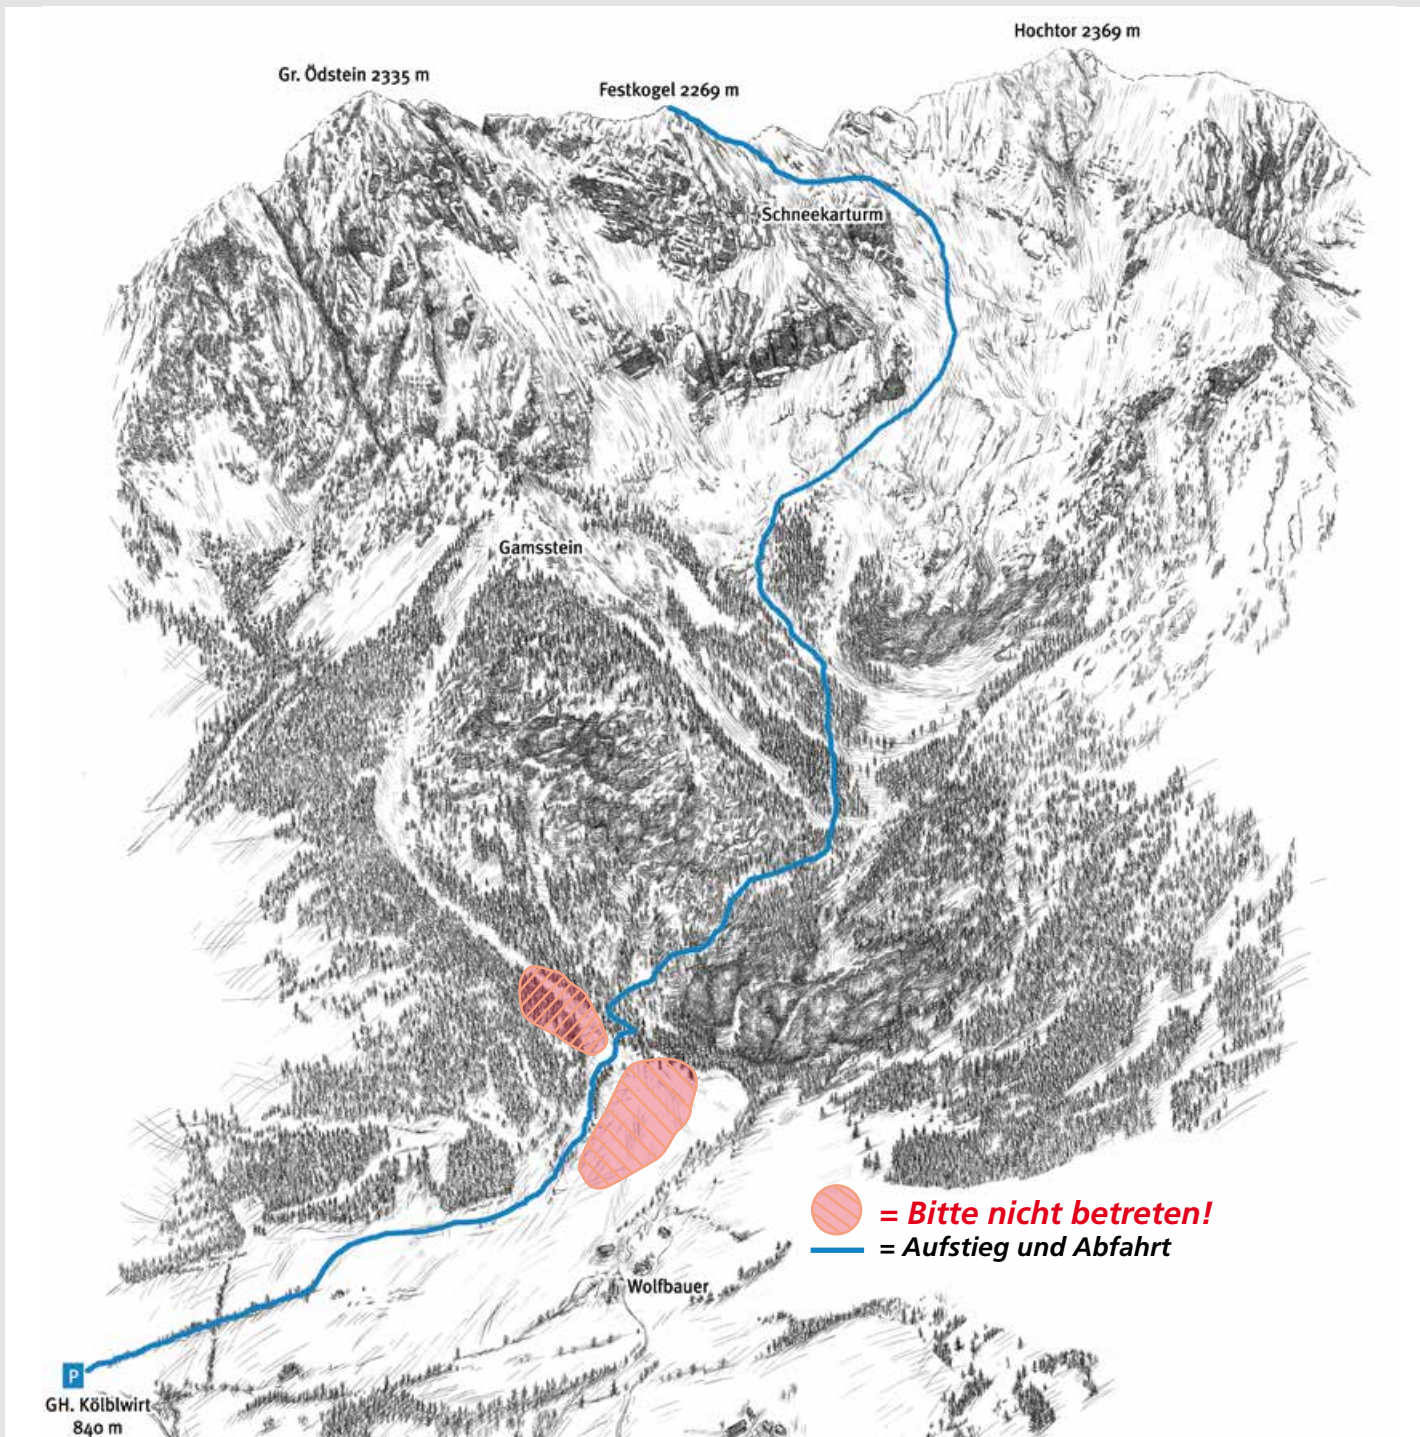 Hochtor 2369 m
Gr. Ödstein 2335 m
Festkogel 2269 m
Schneekarturm
Gamsstein
= Bitte nicht betreten!
= Aufstieg und Abfahrt
Wolfbauer
P
GH. Kölblwirt
840 m